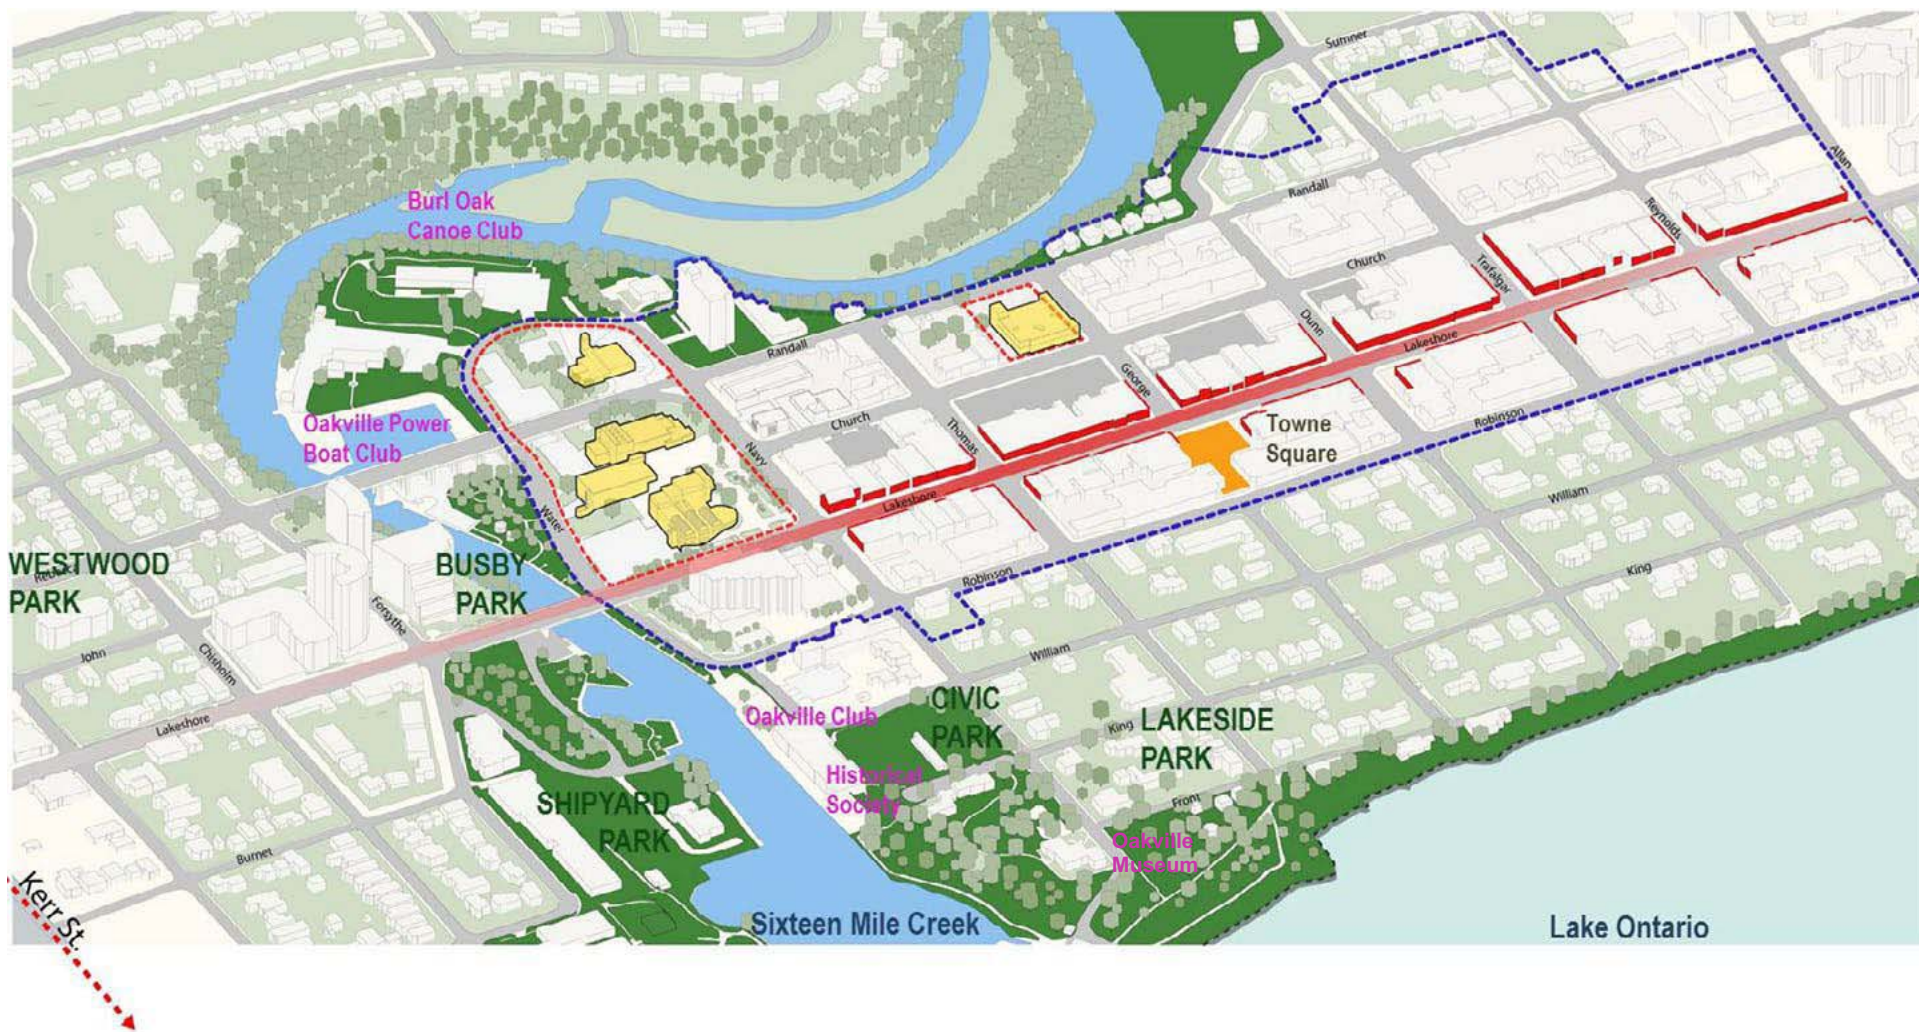 Sumner
Allan
Burl Oak
Canoe Club
Randall
Reynolds
Church
Trafalgar
Dunn
Lakeshore
Randall
George
Oakville Power
Boat Club
Church
Thomas
Navy
Towne
Square
Robinson
Lakeshore
William
Water
WESTWOOD
PARK
BUSBY
PARK
Robinson
King
Forsythe
John
Chisholm
William
Lakeshore
Oakville Club
CIVIC
PARK
King
LAKESIDE
PARK
Historical
Society
Front
SHIPYARD
PARK
Oakville
Museum
Burnet
Kerr St.
Sixteen Mile Creek
Lake Ontario